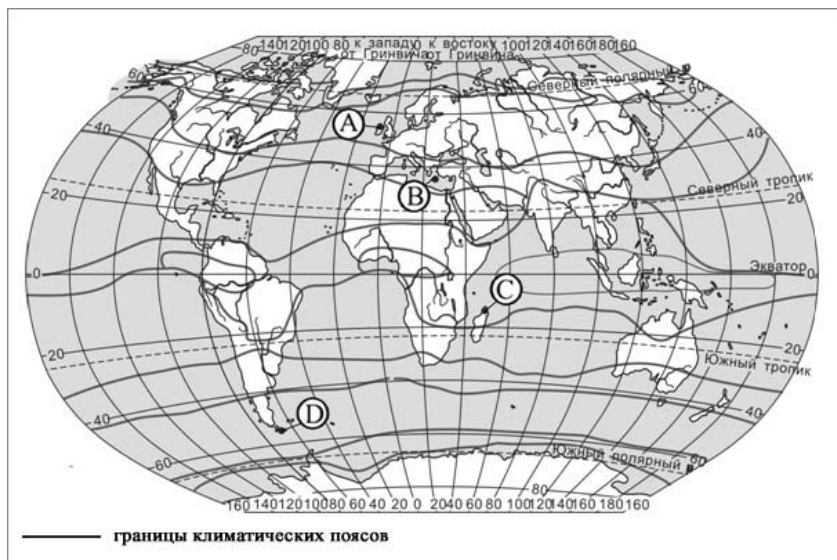 140 120 100 80 к западу 0 к востоку 100 120 140 160
от Гринвича от Гринвича
80
60
Северный полярный
60
A
40
40
B
20
Северный тропик
20
Экватор
0
0
C
20
20
Южный тропик
40
D
40
60
Южный полярный
60
80
160 140 120 100 80 60 40 20 0 20 40 60 80 100 120 140 160 180 160
границы климатических поясов